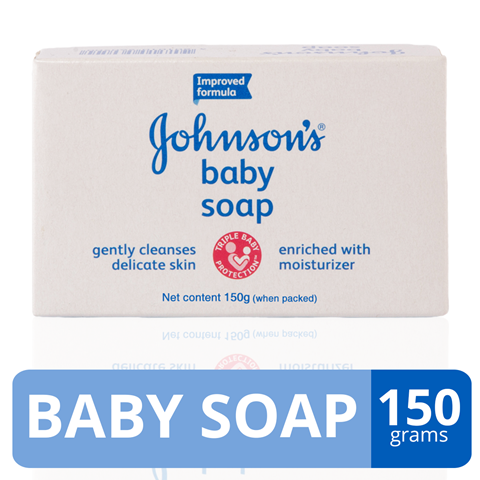 Improved
formula
Johnson's®
baby
soap
gently cleanses
delicate skin
TRIPLE BABY
PROTECTION™
enriched with
moisturizer
Net content 150g (when packed)
BABY SOAP
150
grams